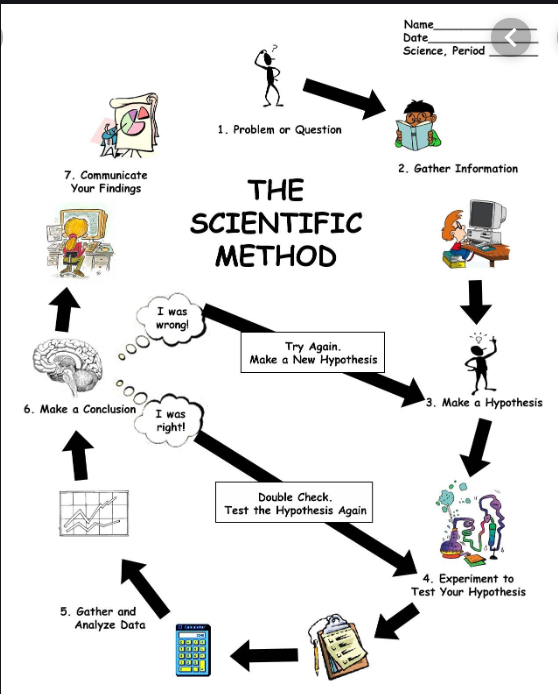 Name
Date
Science, Period
1. Problem or Question
2. Gather Information
7. Communicate
Your Findings
THE
SCIENTIFIC
METHOD
I was
wrong!
Try Again.
Make a New Hypothesis
3. Make a Hypothesis
6. Make a Conclusion
I was
right!
Double Check.
Test the Hypothesis Again
4. Experiment to
Test Your Hypothesis
5. Gather and
Analyze Data